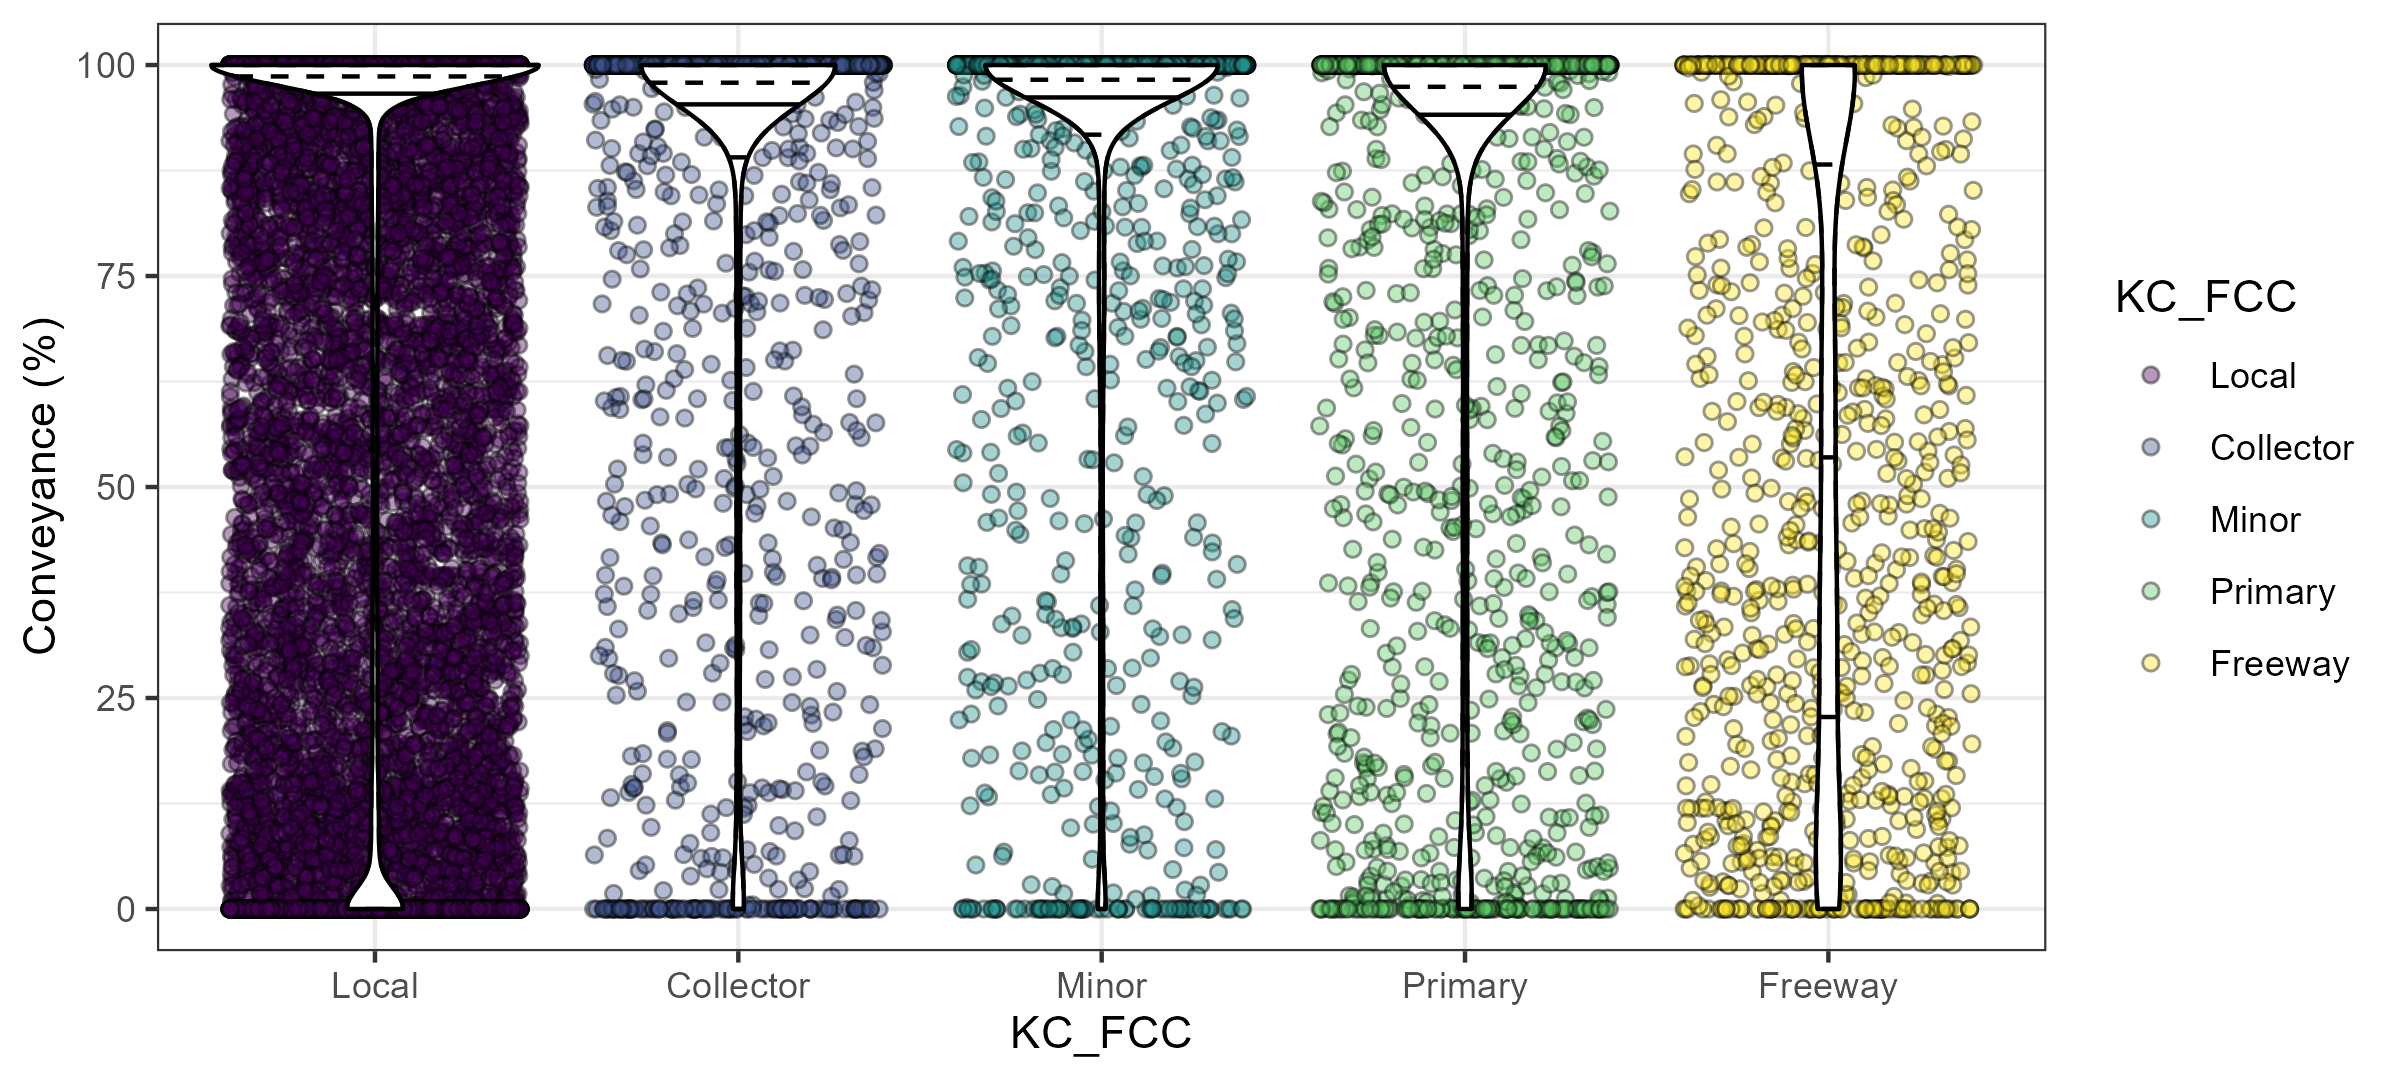 Conveyance (%)
100
75
50
25
0
Local
Collector
Minor
Primary
Freeway
KC_FCC
KC_FCC
Local
Collector
Minor
Primary
Freeway